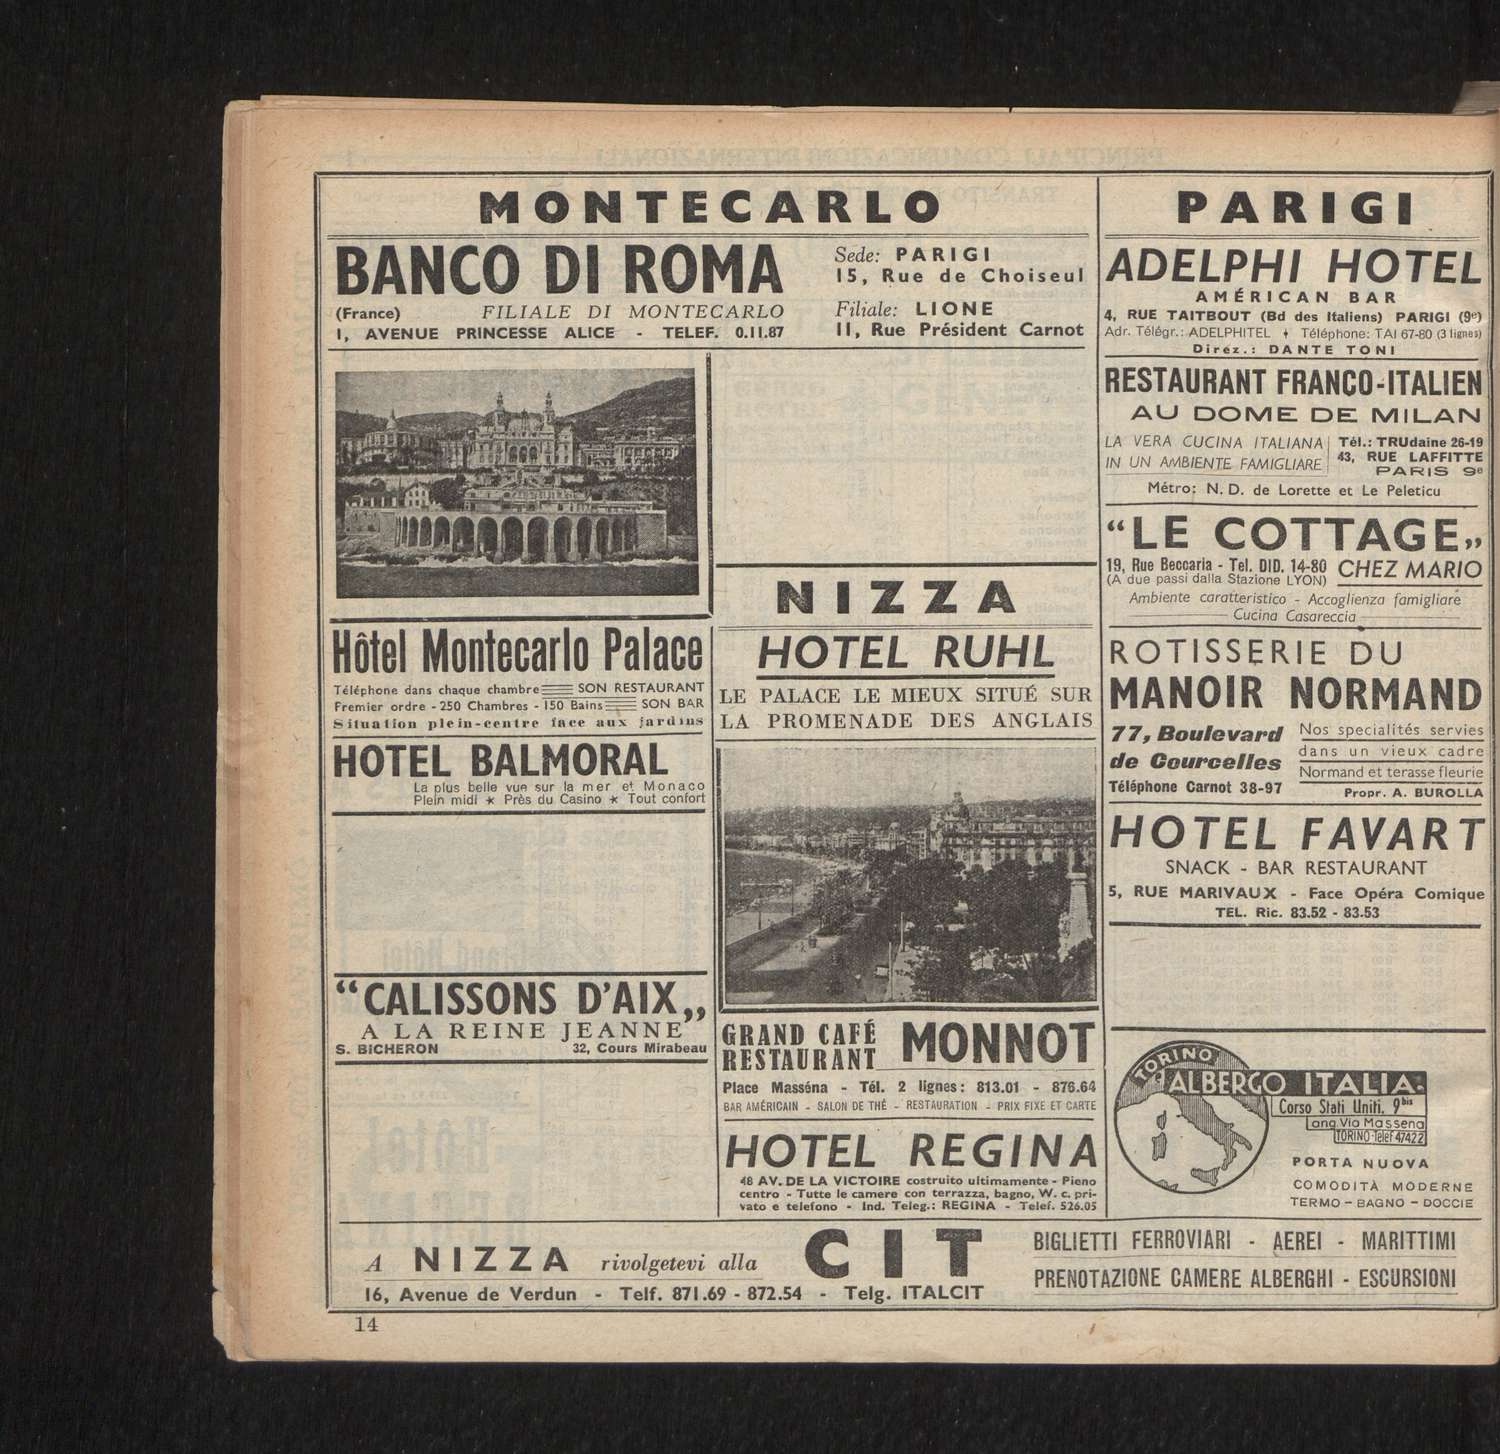 MONTECARLO
BANCO DI ROMA
(France) FILIALE DI MONTECARLO
1, AVENUE PRINCESSE ALICE - TELEF. 0.11.87
Sede: PARIGI
15, Rue de Choiseul
Filiale: LIONE
11, Rue Président Carnot
Hôtel Montecarlo Palace
Téléphone dans chaque chambre SON RESTAURANT
Premier ordre - 250 Chambres - 150 Bains SON BAR
Situation plein-centre face aux jardins
HOTEL BALMORAL
La plus belle vue sur la mer et Monaco
Plein midi ★ Près du Casino ★ Tout confort
“CALISSONS D'AIX„
A LA REINE JEANNE
S. BICHERON 32, Cours Mirabeau
NIZZA
HOTEL RUHL
LE PALACE LE MIEUX SITUÉ SUR
LA PROMENADE DES ANGLAIS
GRAND CAFÉ
RESTAURANT MONNOT
Place Masséna - Tél. 2 lignes: 813.01 - 876.64
BAR AMÉRICAIN - SALON DE THÉ - RESTAURATION - PRIX FIXE ET CARTE
HOTEL REGINA
48 AV. DE LA VICTOIRE costruito ultimamente - Pieno
centro - Tutte le camere con terrazza, bagno, W. c. pri-
vato e telefono - Ind. Teleg.: REGINA - Telef. 526.05
PARIGI
ADELPHI HOTEL
AMÉRICAN BAR
4, RUE TAITBOUT (Bd des Italiens) PARIGI (9e)
Adr. Télégr.: ADELPHITEL ♦ Téléphone: TAI 67-80 (3 lignes)
Direz.: DANTE TONI
RESTAURANT FRANCO-ITALIEN
AU DOME DE MILAN
LA VERA CUCINA ITALIANA
IN UN AMBIENTE FAMIGLIARE
Tél.: TRUdaine 26-19
43, RUE LAFFITTE
PARIS 9e
Métro: N. D. de Lorette et Le Peleticu
“LE COTTAGE„
19, Rue Beccaria - Tel. DID. 14-80
(A due passi dalla Stazione LYON)
CHEZ MARIO
Ambiente caratteristico - Accoglienza famigliare
Cucina Casareccia
ROTISSERIE DU
MANOIR NORMAND
77, Boulevard
de Courcelles
Téléphone Carnot 38-97
Nos specialités servies
dans un vieux cadre
Normand et terasse fleurie
Propr. A. BUROLLA
HOTEL FAVART
SNACK - BAR RESTAURANT
5, RUE MARIVAUX - Face Opéra Comique
TEL. Ric. 83.52 - 83.53
TORINO
ALBERGO ITALIA
Corso Stati Uniti, 9bis
Ang. Via Massena
TORINO-Telef 47422
PORTA NUOVA
COMODITÀ MODERNE
TERMO - BAGNO - DOCCIE
A NIZZA rivolgetevi alla CIT
16, Avenue de Verdun - Telf. 871.69 - 872.54 - Telg. ITALCIT
BIGLIETTI FERROVIARI - AEREI - MARITTIMI
PRENOTAZIONE CAMERE ALBERGHI - ESCURSIONI
14